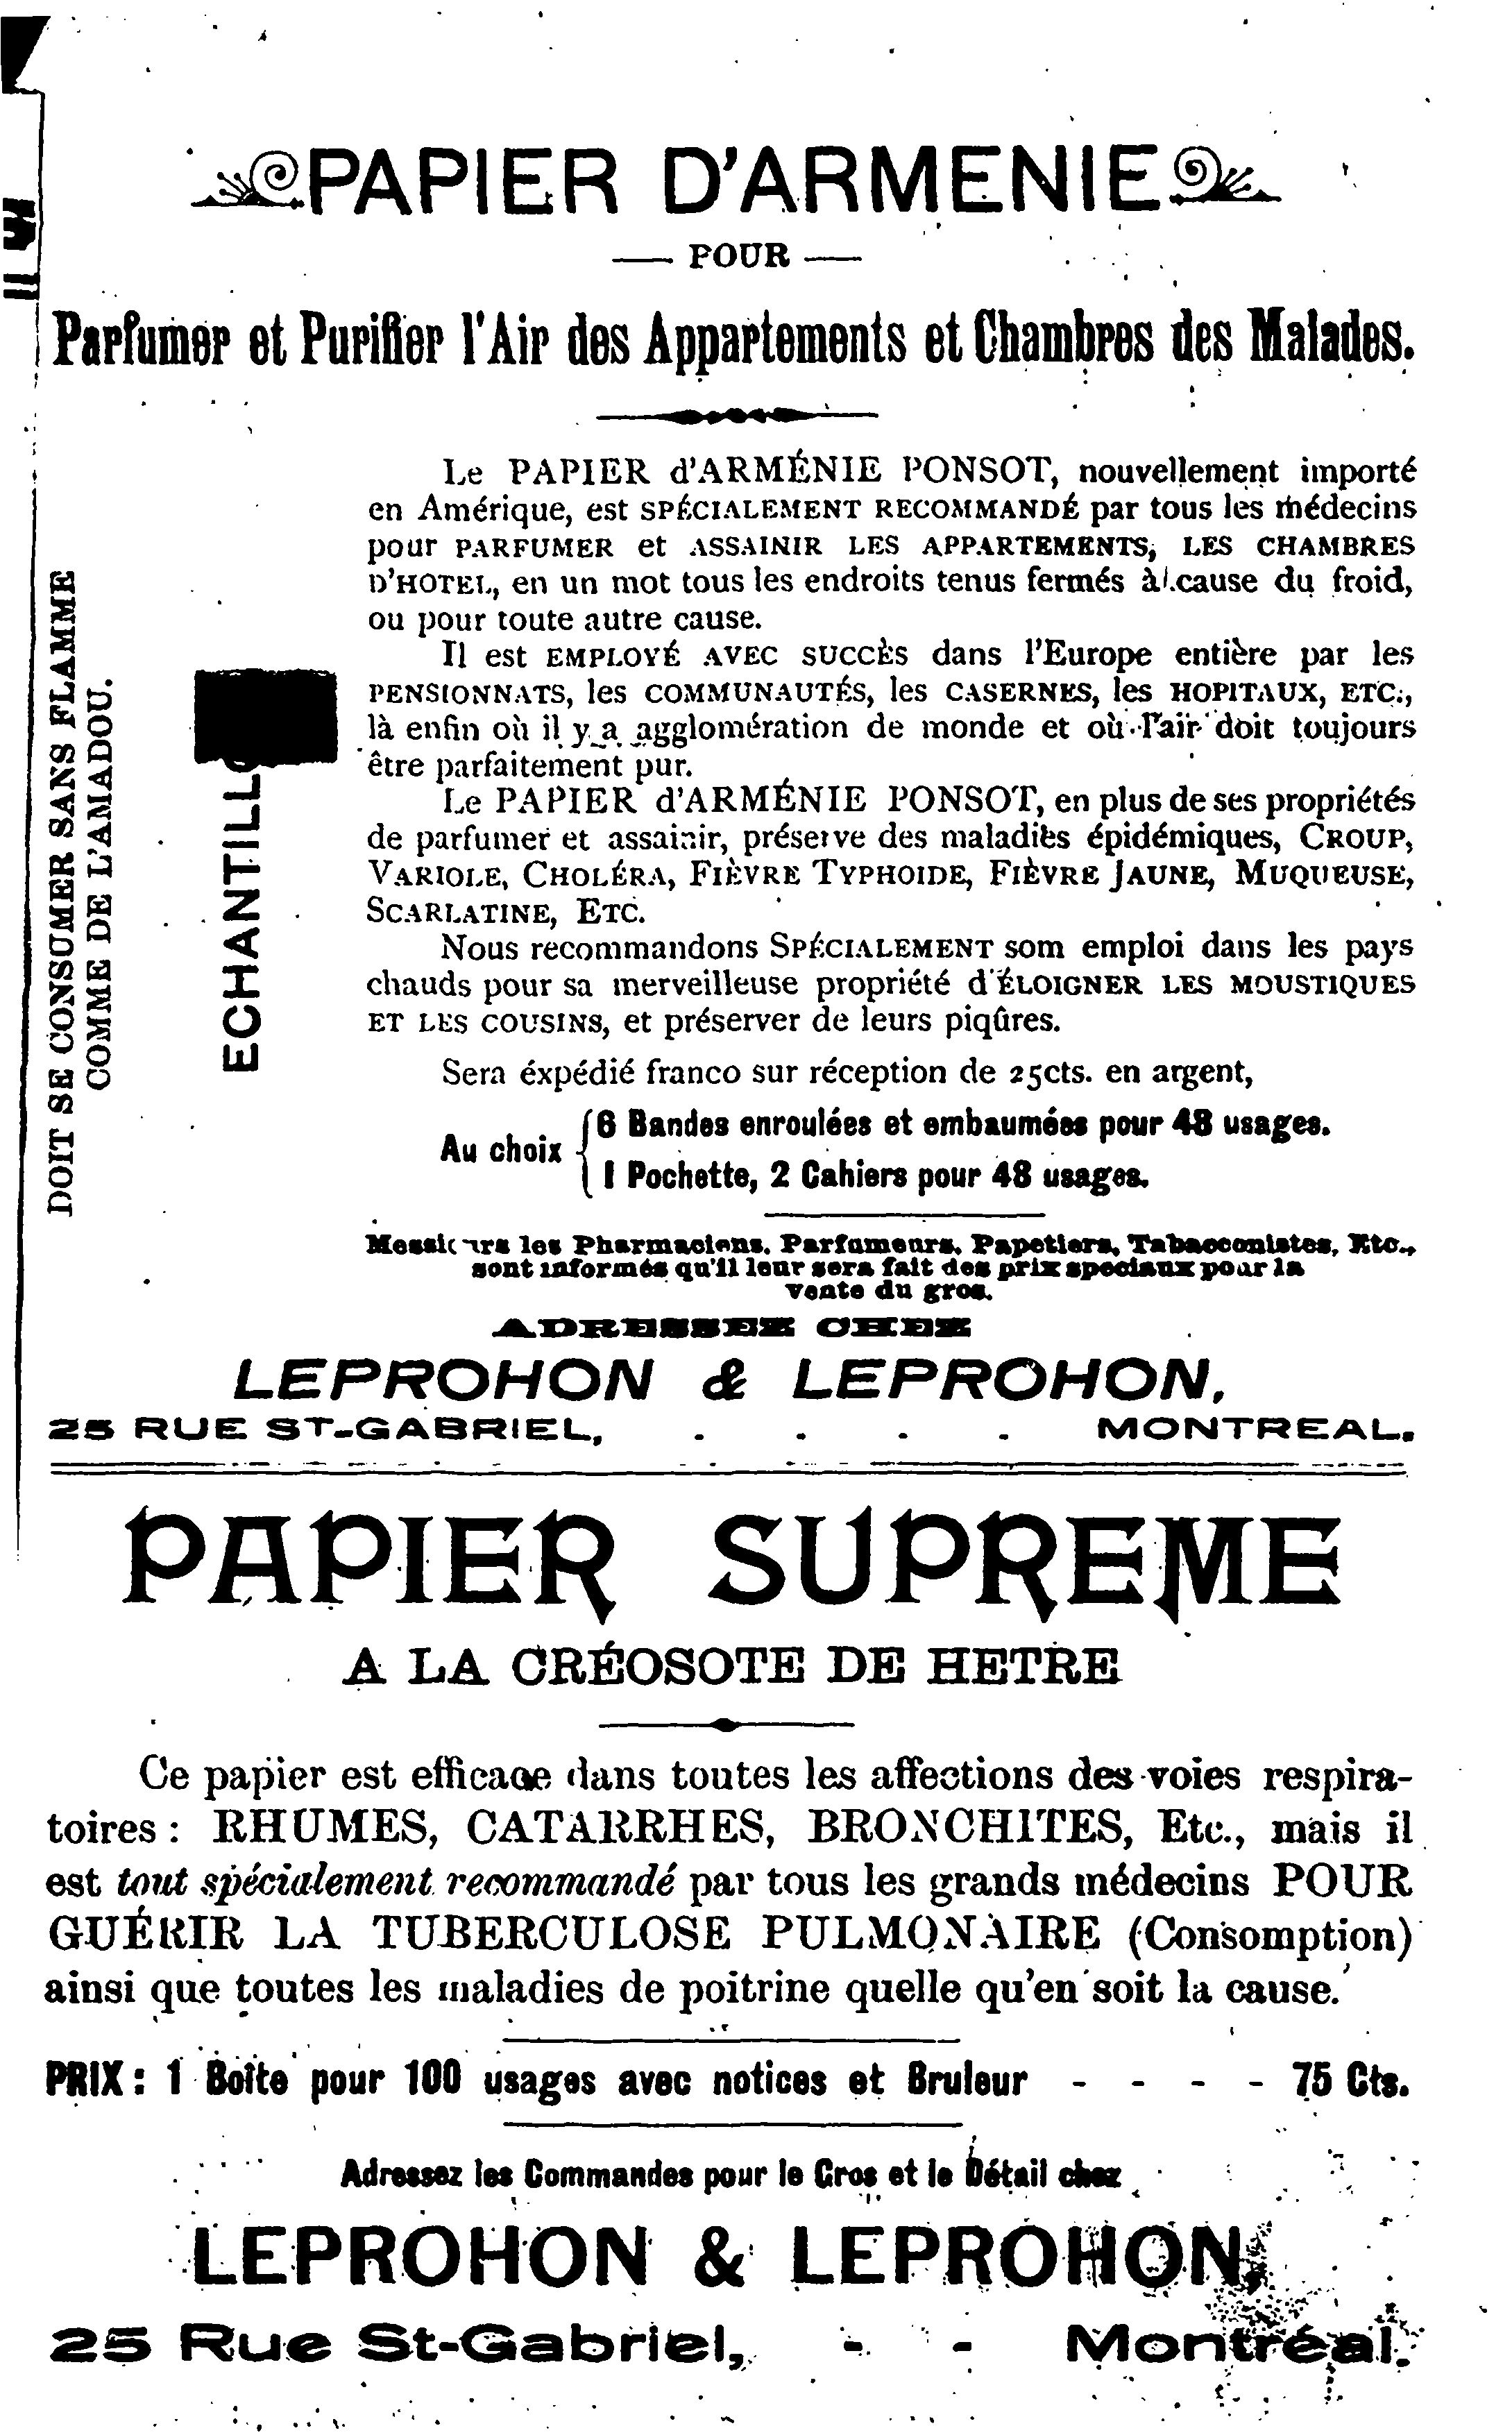 PAPIER D'ARMENIE
— POUR —
Parfumer et Purifier l'Air des Appartements et Chambres des Malades.
DOIT SE CONSUMER SANS FLAMME
COMME DE L'AMADOU.
Le PAPIER d'ARMÉNIE PONSOT, nouvellement importé
en Amérique, est SPÉCIALEMENT RECOMMANDÉ par tous les médecins
pour PARFUMER et ASSAINIR LES APPARTEMENTS, LES CHAMBRES
D'HOTEL, en un mot tous les endroits tenus fermés à cause du froid,
ou pour toute autre cause.
Il est EMPLOYÉ AVEC SUCCÈS dans l'Europe entière par les
PENSIONNATS, les COMMUNAUTÉS, les CASERNES, les HOPITAUX, ETC.,
là enfin où il y a agglomération de monde et où l'air doit toujours
être parfaitement pur.
Le PAPIER d'ARMÉNIE PONSOT, en plus de ses propriétés
de parfumer et assainir, préserve des maladies épidémiques, CROUP,
VARIOLE, CHOLÉRA, FIÈVRE TYPHOIDE, FIÈVRE JAUNE, MUQUEUSE,
SCARLATINE, ETC.
Nous recommandons SPÉCIALEMENT som emploi dans les pays
chauds pour sa merveilleuse propriété d'ÉLOIGNER LES MOUSTIQUES
ET LES COUSINS, et préserver de leurs piqûres.
Sera éxpédié franco sur réception de 25cts. en argent,
Au choix
6 Bandes enroulées et embaumées pour 48 usages.
1 Pochette, 2 Cahiers pour 48 usages.
Messieurs les Pharmaciens, Parfumeurs, Papetiers, Tabacconistes, Etc.,
sont informés qu'il leur sera fait des prix speciaux pour la
vente du gros.
ADRESSEZ CHEZ
LEPROHON & LEPROHON,
25 RUE ST-GABRIEL, . . . . MONTREAL.
PAPIER SUPREME
A LA CRÉOSOTE DE HETRE
Ce papier est efficace dans toutes les affections des voies respira-
toires : RHUMES, CATARRHES, BRONCHITES, Etc., mais il
est tout spécialement recommandé par tous les grands médecins POUR
GUÉRIR LA TUBERCULOSE PULMONAIRE (Consomption)
ainsi que toutes les maladies de poitrine quelle qu'en soit la cause.
PRIX : 1 Boîte pour 100 usages avec notices et Bruleur - - - - 75 Cts.
Adressez les Commandes pour le Gros et le Détail chez
LEPROHON & LEPROHON,
25 Rue St-Gabriel, - - Montréal.